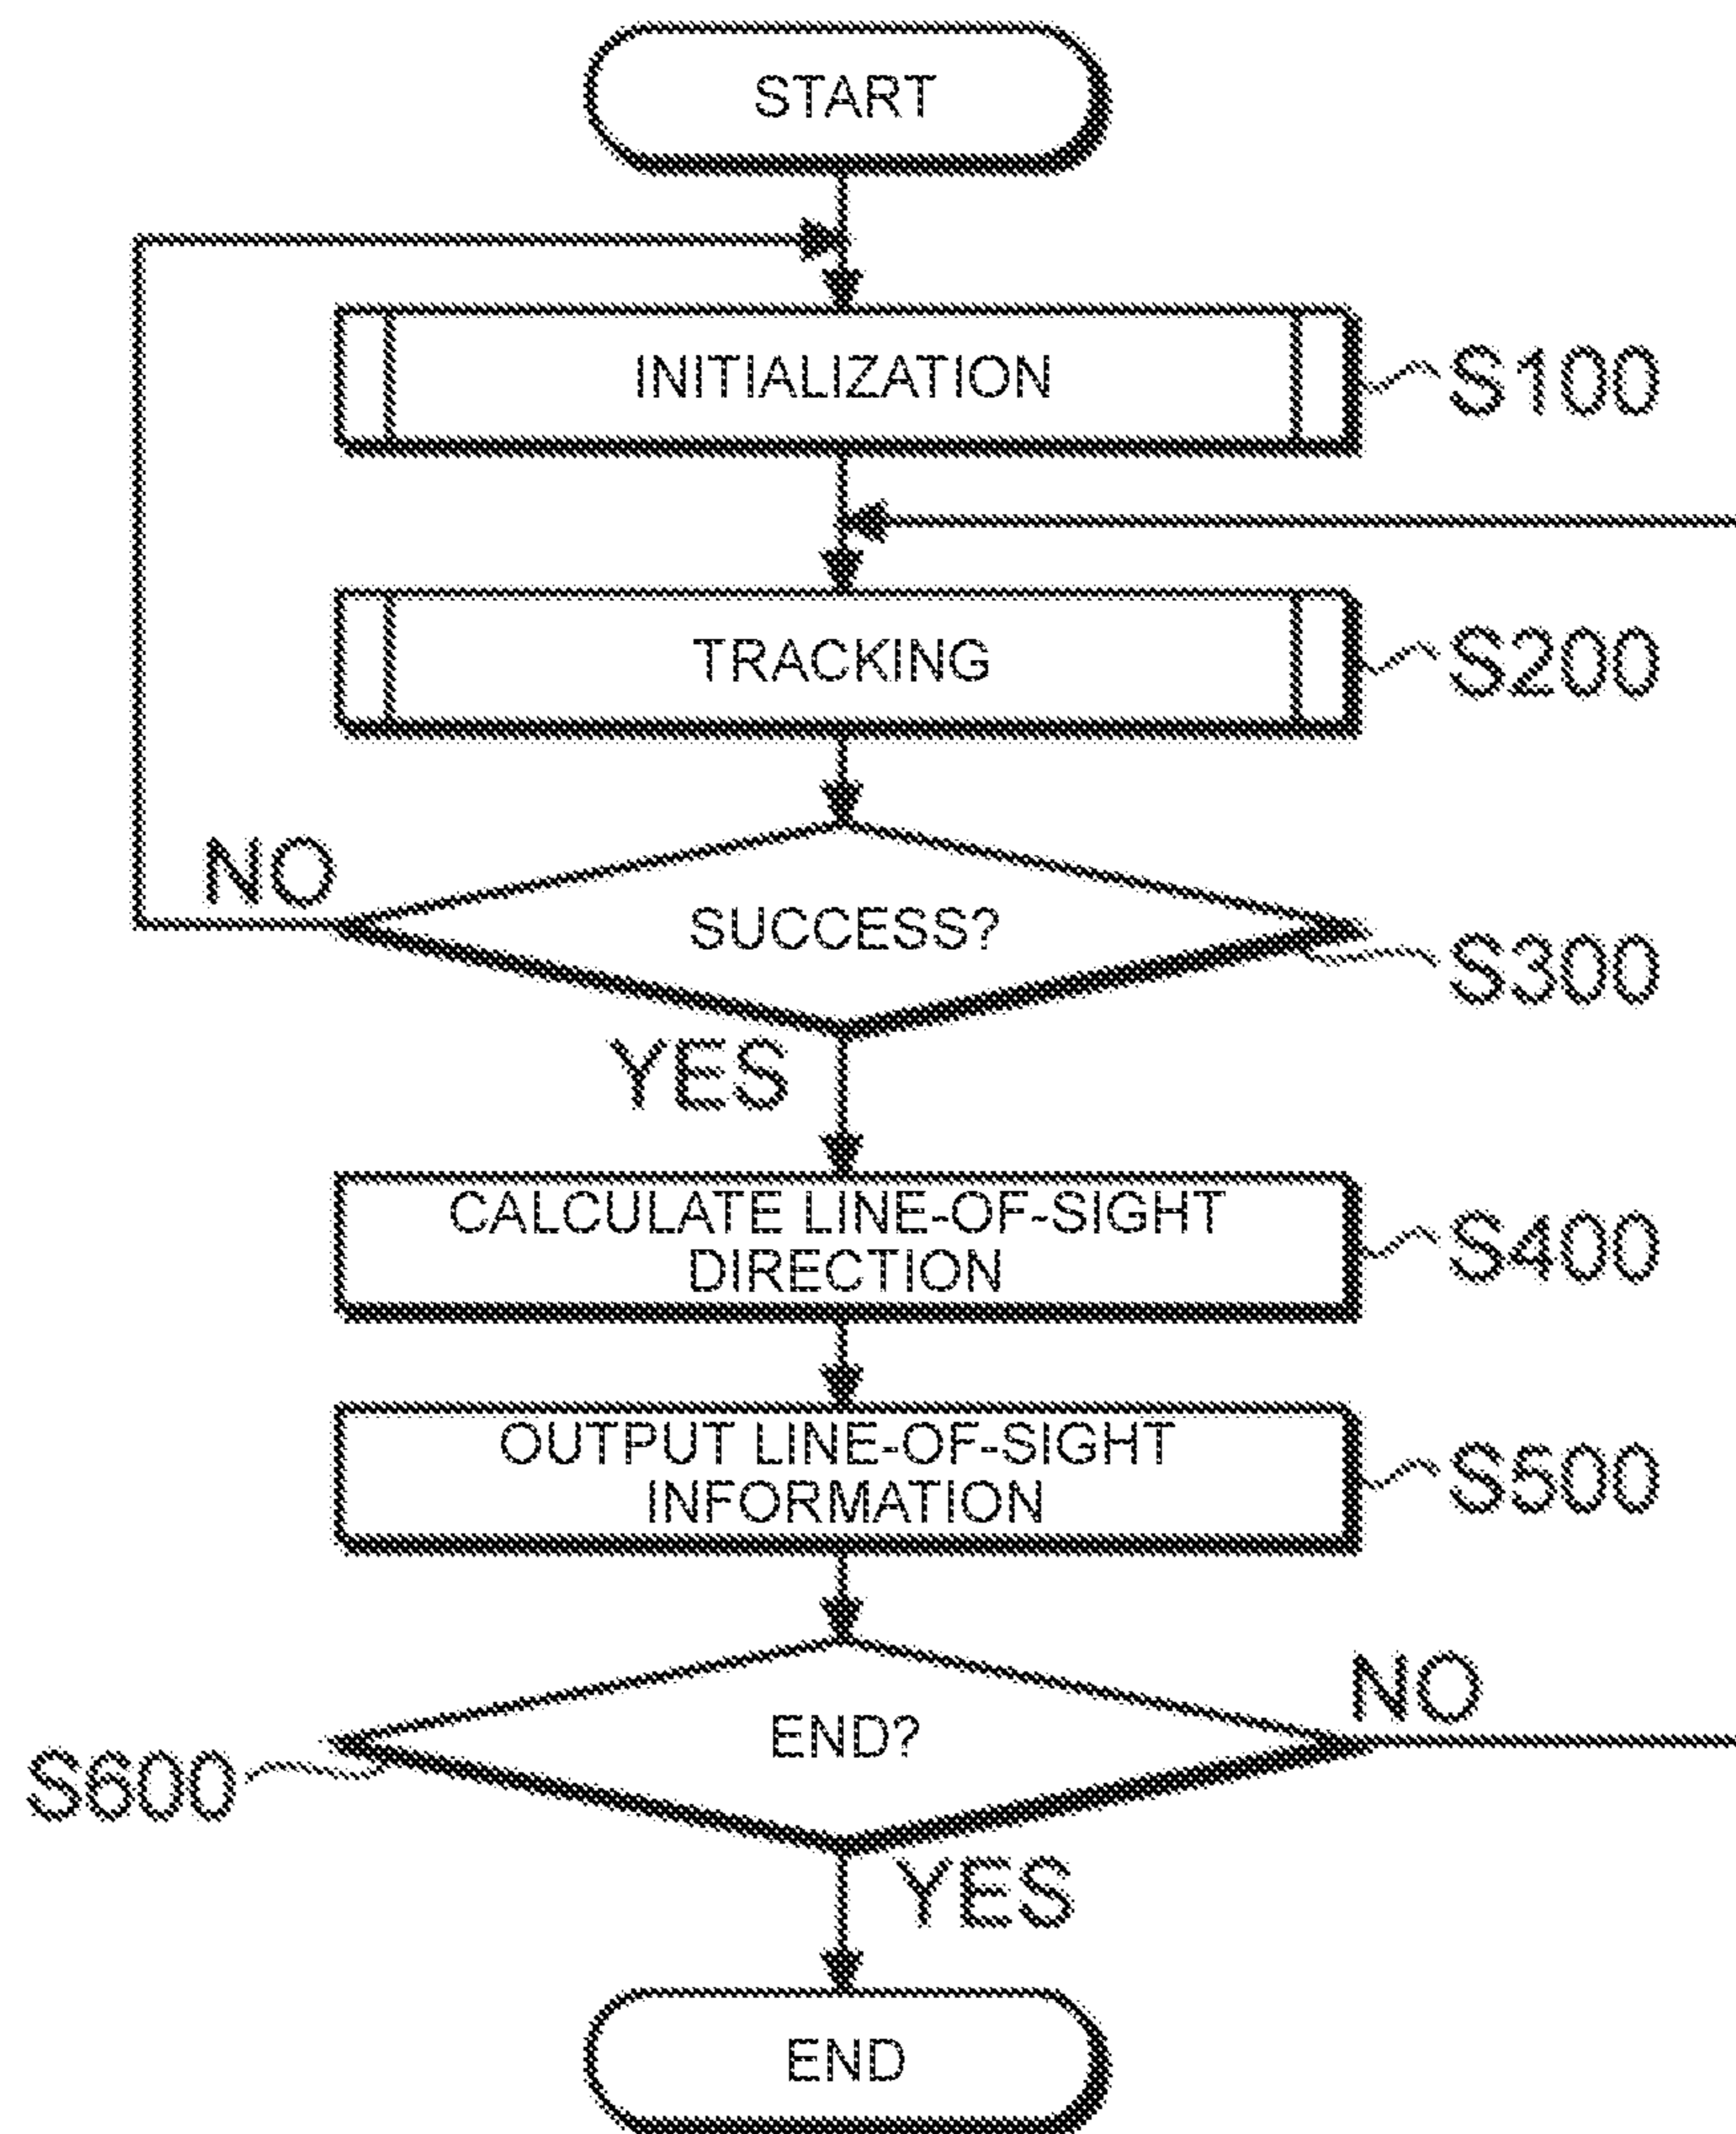 START
INITIALIZATION
S100
TRACKING
S200
NO
SUCCESS?
S300
YES
CALCULATE LINE-OF-SIGHT
DIRECTION
S400
OUTPUT LINE-OF-SIGHT
INFORMATION
S500
NO
END?
S600
YES
END